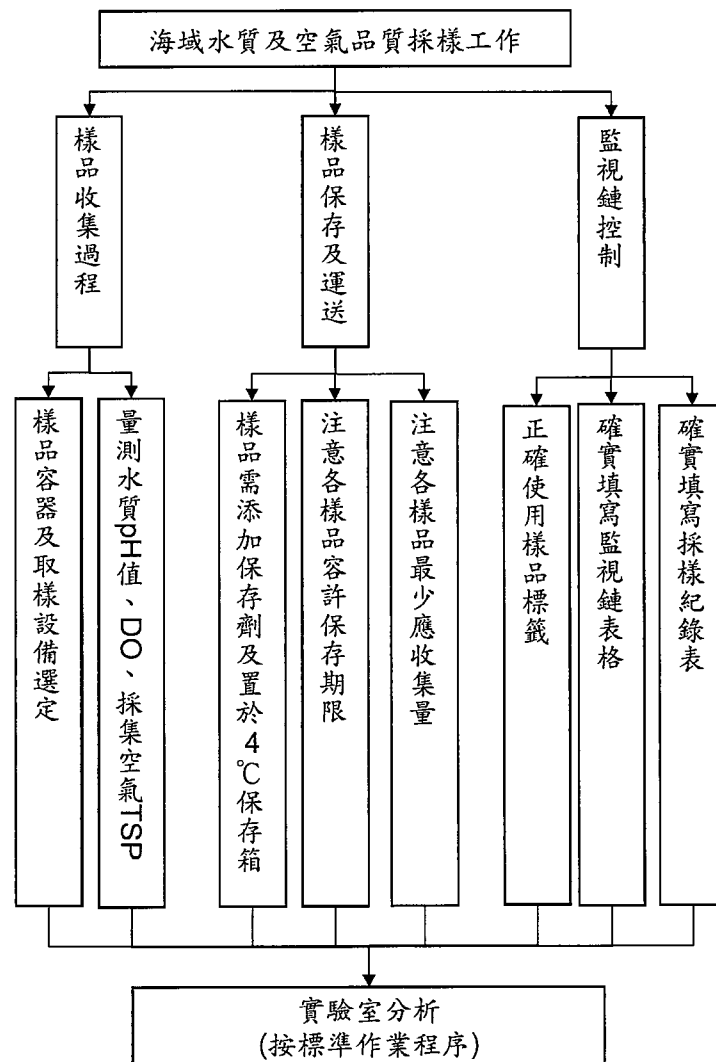 海域水質及空氣品質採樣工作
樣品收集過程
樣品保存及運送
監視鏈控制
樣品容器及取樣設備選定
量測水質pH值、DO、採集空氣TSP
樣品需添加保存劑及置於4℃保存箱
注意各樣品容許保存期限
注意各樣品最少應收集量
正確使用樣品標籤
確實填寫監視鏈表格
確實填寫採樣紀錄表
實驗室分析
(按標準作業程序)